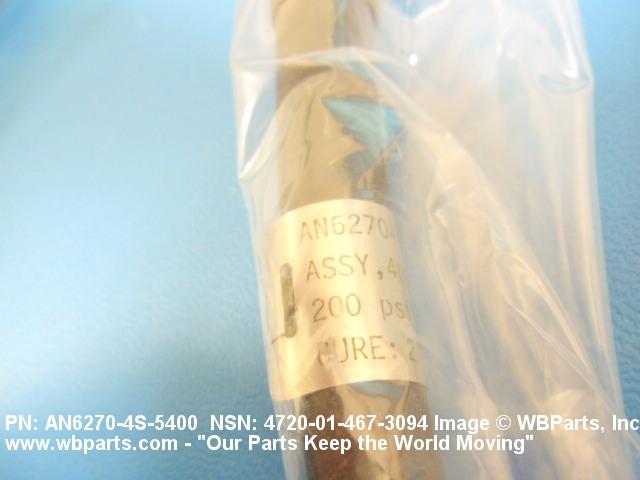 AN6270-
ASSY,4
200 psi
CURE: 2
PN: AN6270-4S-5400 NSN: 4720-01-467-3094 Image © WBParts, Inc
www.wbparts.com - "Our Parts Keep the World Moving"